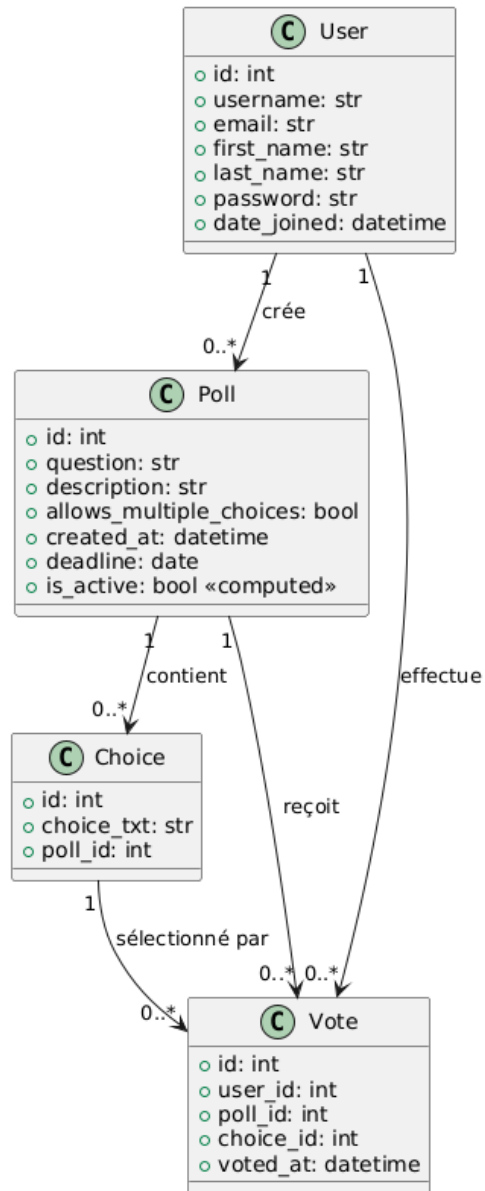 C User
id: int
username: str
email: str
first_name: str
last_name: str
password: str
date_joined: datetime
1
1
crée
0..*
C Poll
id: int
question: str
description: str
allows_multiple_choices: bool
created_at: datetime
deadline: date
is_active: bool «computed»
1
1
contient
effectue
0..*
C Choice
id: int
choice_txt: str
poll_id: int
reçoit
1
sélectionné par
0..*
0..*
0..*
C Vote
id: int
user_id: int
poll_id: int
choice_id: int
voted_at: datetime